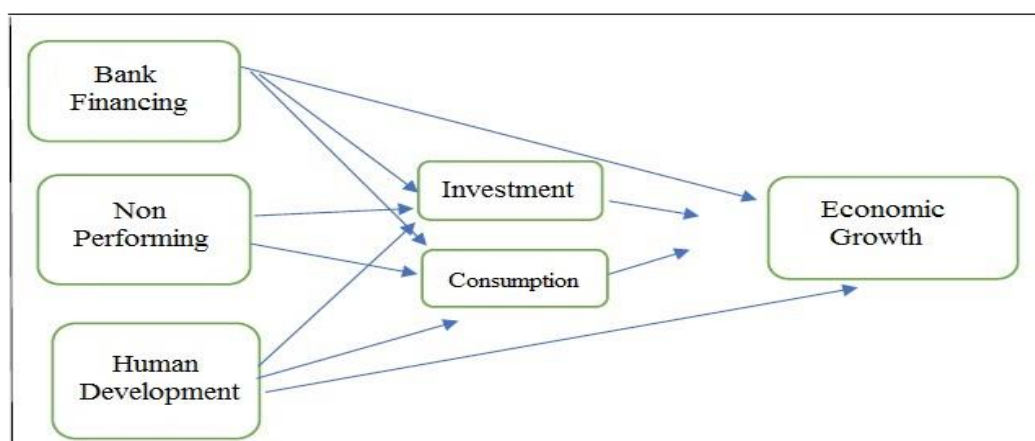 Bank
Financing
Investment
Non
Performing
Economic
Growth
Consumption
Human
Development